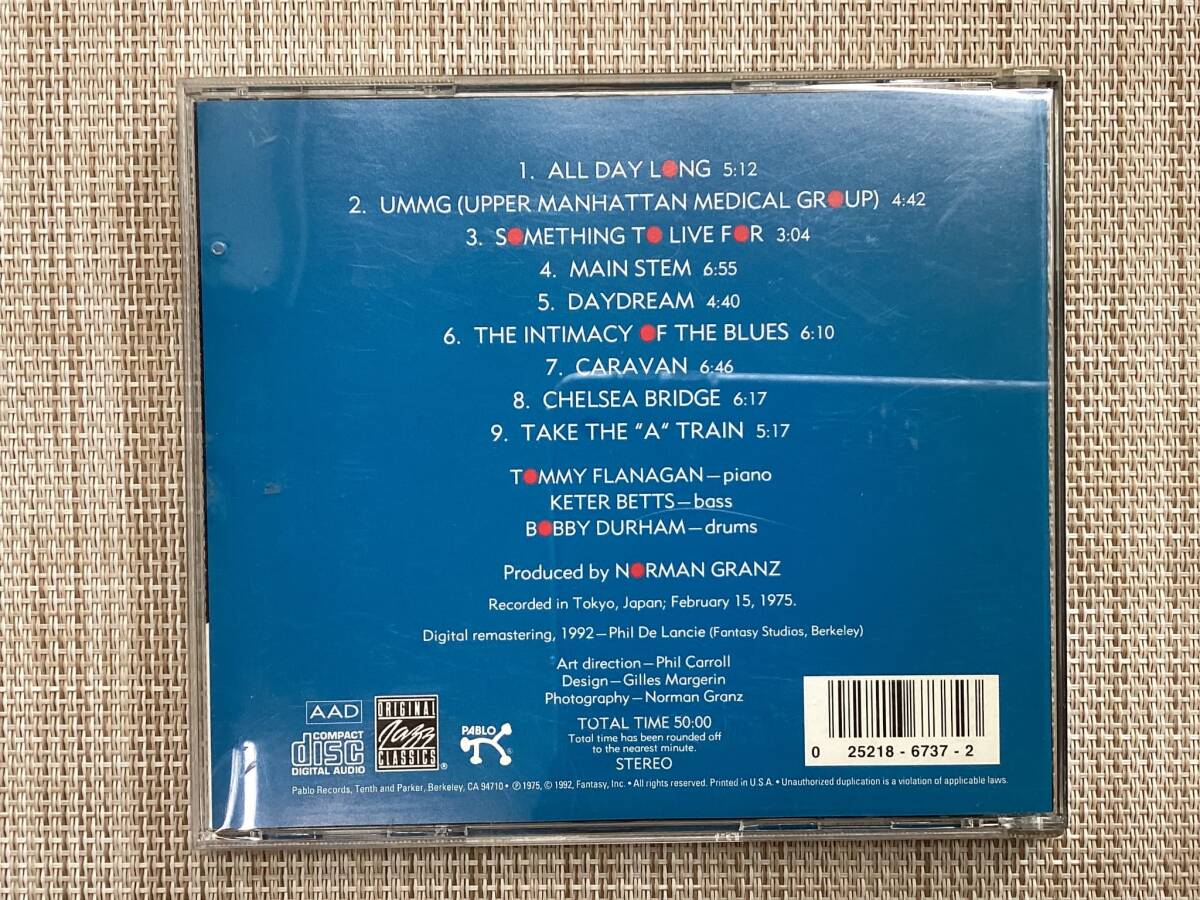 1. ALL DAY LONG 5:12
2. UMMG (UPPER MANHATTAN MEDICAL GROUP) 4:42
3. SOMETHING TO LIVE FOR 3:04
4. MAIN STEM 6:55
5. DAYDREAM 4:40
6. THE INTIMACY OF THE BLUES 6:10
7. CARAVAN 6:46
8. CHELSEA BRIDGE 6:17
9. TAKE THE "A" TRAIN 5:17
TOMMY FLANAGAN—piano
KETER BETTS—bass
BOBBY DURHAM—drums
Produced by NORMAN GRANZ
Recorded in Tokyo, Japan; February 15, 1975.
Digital remastering, 1992—Phil De Lancie (Fantasy Studios, Berkeley)
Art direction—Phil Carroll
Design—Gilles Margerin
Photography—Norman Granz
TOTAL TIME 50:00
Total time has been rounded off
to the nearest minute.
STEREO
AAD
COMPACT
disc
DIGITAL AUDIO
ORIGINAL
Jazz
CLASSICS®
PABLO
0 25218-6737-2
Pablo Records, Tenth and Parker, Berkeley, CA 94710 • ℗ 1975, © 1992, Fantasy, Inc. • All rights reserved. Printed in U.S.A. • Unauthorized duplication is a violation of applicable laws.